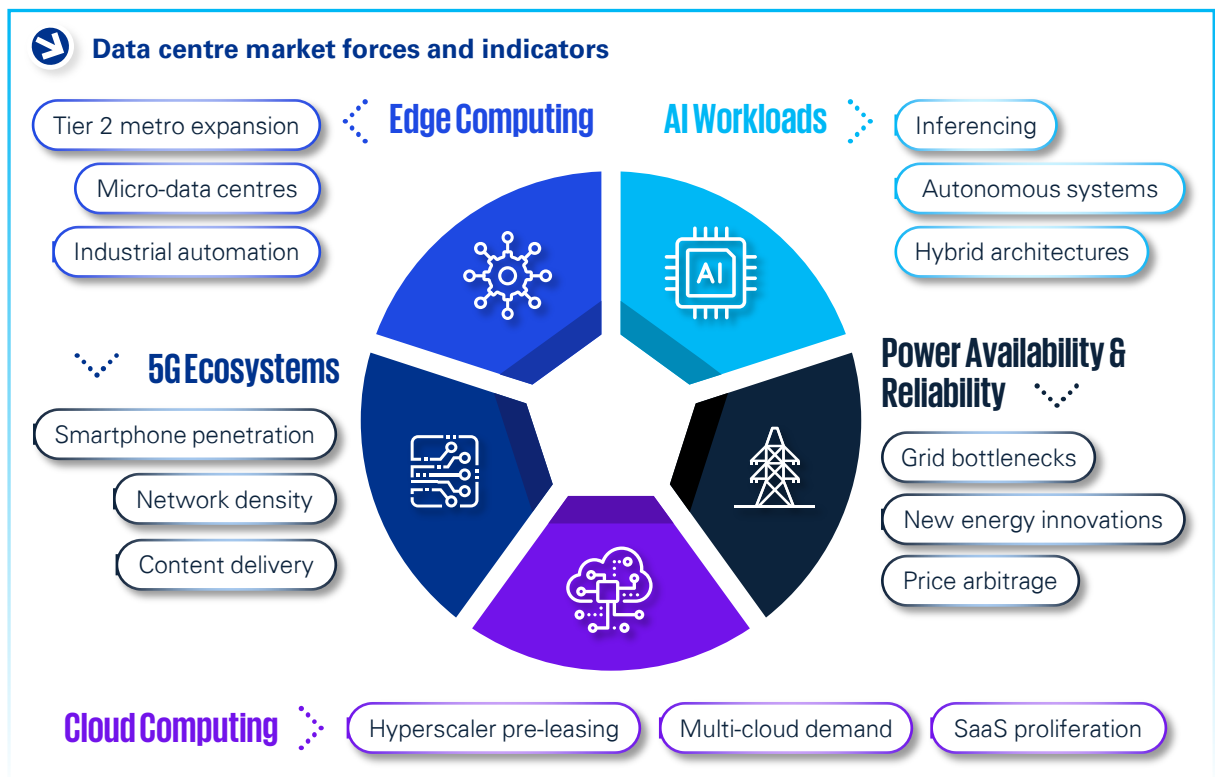 Data centre market forces and indicators
Edge Computing
Tier 2 metro expansion
Micro-data centres
Industrial automation
AI Workloads
Inferencing
Autonomous systems
Hybrid architectures
AI
5G Ecosystems
Smartphone penetration
Network density
Content delivery
Power Availability &
Reliability
Grid bottlenecks
New energy innovations
Price arbitrage
Cloud Computing
Hyperscaler pre-leasing
Multi-cloud demand
SaaS proliferation